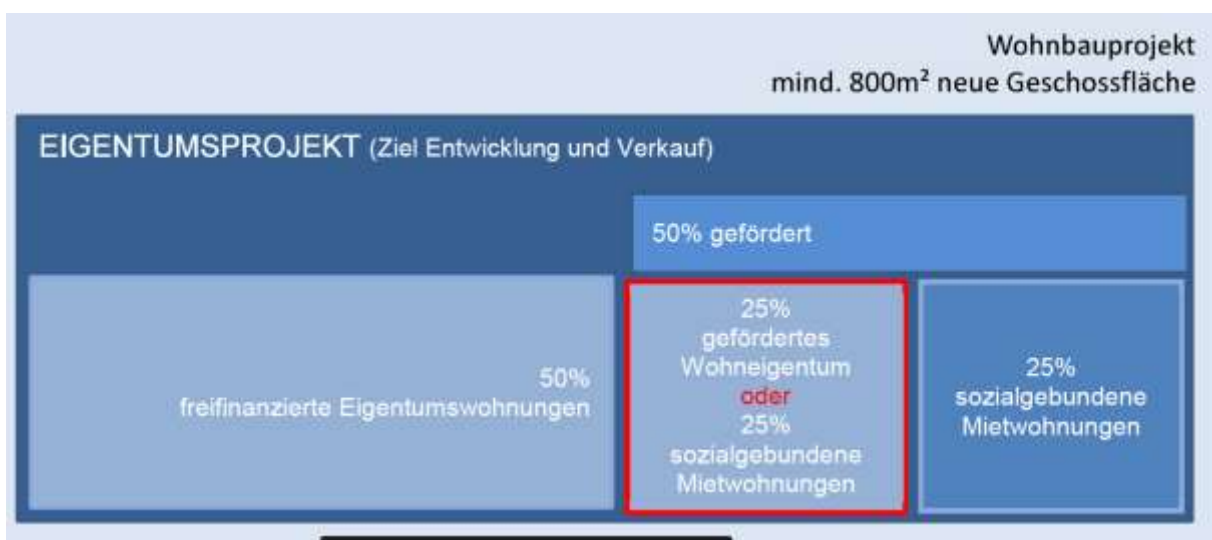 Wohnbauprojekt
mind. 800m² neue Geschossfläche
EIGENTUMSPROJEKT (Ziel Entwicklung und Verkauf)
50% gefördert
50%
freifinanzierte Eigentumswohnungen
25%
gefördertes
Wohneigentum
oder
25%
sozialgebundene
Mietwohnungen
25%
sozialgebundene
Mietwohnungen